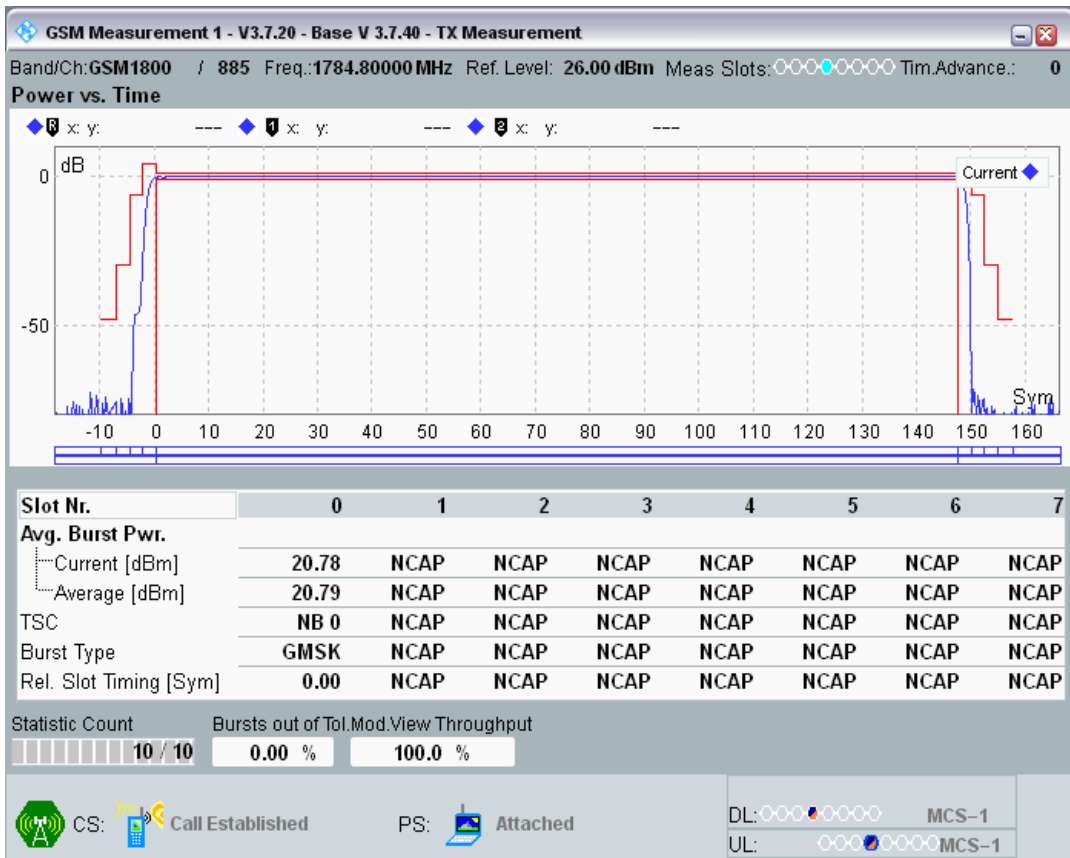 GSM Measurement 1 - V3.7.20 - Base V 3.7.40 - TX Measurement
Band/Ch:GSM1800 / 885 Freq.:1784.80000 MHz Ref. Level: 26.00 dBm Meas Slots: Tim.Advance.: 0
Power vs. Time
R x: y: --- 1 x: y: --- 2 x: y: ---
dB
Current
0
-50
Sym
-10 0 10 20 30 40 50 60 70 80 90 100 110 120 130 140 150 160
Slot Nr. 0 1 2 3 4 5 6 7
Avg. Burst Pwr.
Current [dBm] 20.78 NCAP NCAP NCAP NCAP NCAP NCAP NCAP
Average [dBm] 20.79 NCAP NCAP NCAP NCAP NCAP NCAP NCAP
TSC NB 0 NCAP NCAP NCAP NCAP NCAP NCAP NCAP
Burst Type GMSK NCAP NCAP NCAP NCAP NCAP NCAP NCAP
Rel. Slot Timing [Sym] 0.00 NCAP NCAP NCAP NCAP NCAP NCAP NCAP
Statistic Count Bursts out of Tol.Mod.View Throughput
10 / 10 0.00 % 100.0 %
CS: Call Established PS: Attached
DL: MCS-1
UL: MCS-1